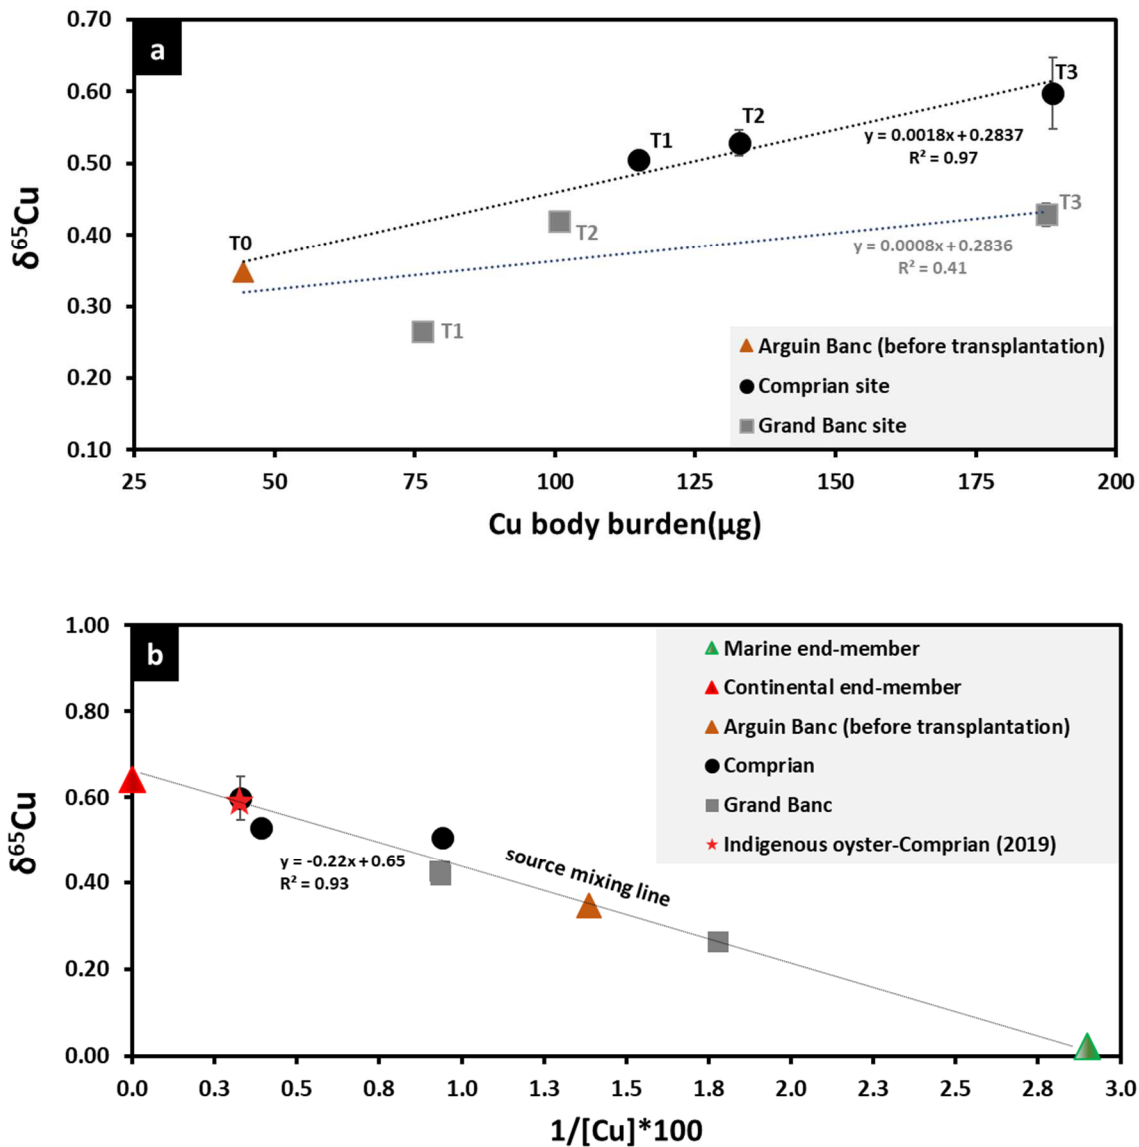 a
0.70
0.60
0.50
0.40
0.30
0.20
0.10
δ⁶⁵Cu
T0
T1
T2
T3
y = 0.0018x + 0.2837
R² = 0.97
T1
T2
T3
y = 0.0008x + 0.2836
R² = 0.41
Arguin Banc (before transplantation)
Comprian site
Grand Banc site
25 50 75 100 125 150 175 200
Cu body burden(µg)
b
1.00
0.80
0.60
0.40
0.20
0.00
δ⁶⁵Cu
Marine end-member
Continental end-member
Arguin Banc (before transplantation)
Comprian
Grand Banc
Indigenous oyster-Comprian (2019)
y = -0.22x + 0.65
R² = 0.93
source mixing line
0.0 0.3 0.5 0.8 1.0 1.3 1.5 1.8 2.0 2.3 2.5 2.8 3.0
1/[Cu]*100